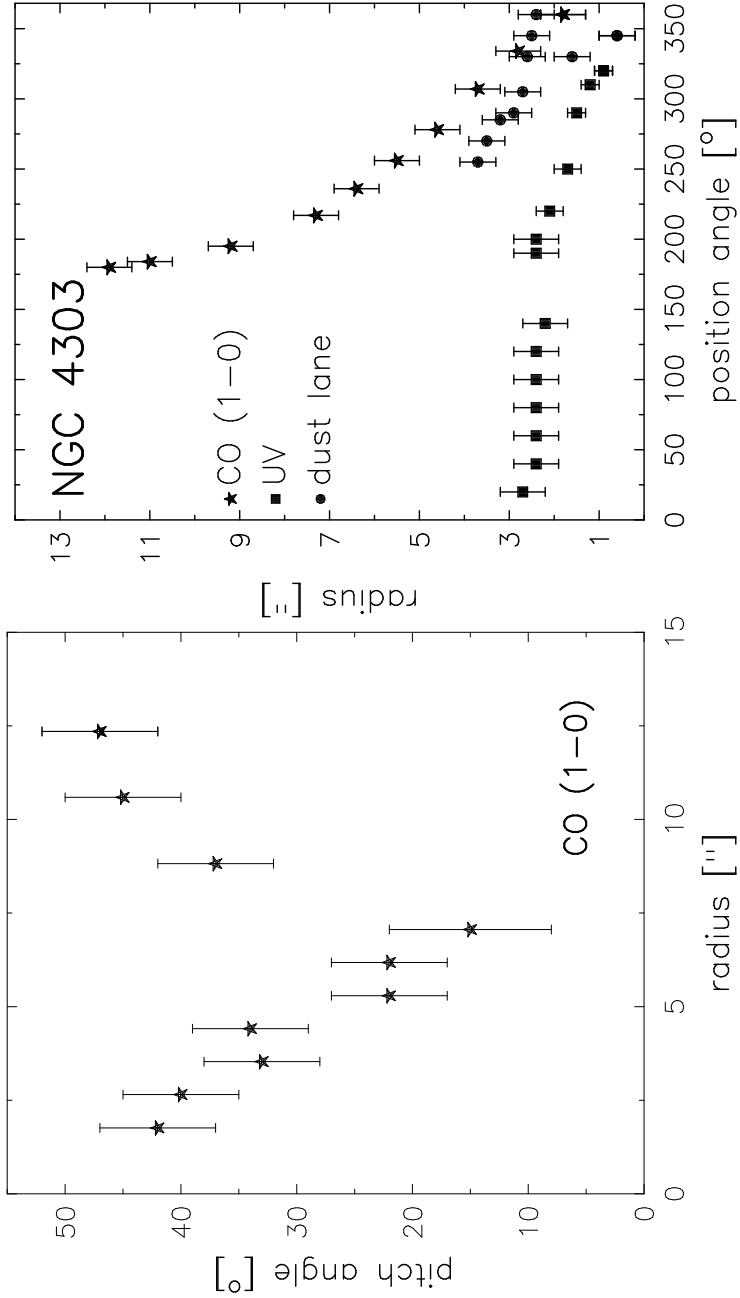 pitch angle [°]
50
40
30
20
10
0
0
5
10
15
radius ["]
CO (1−0)
radius ["]
13
11
9
7
5
3
1
0
50
100
150
200
250
300
350
position angle [°]
NGC 4303
CO (1−0)
UV
dust lane